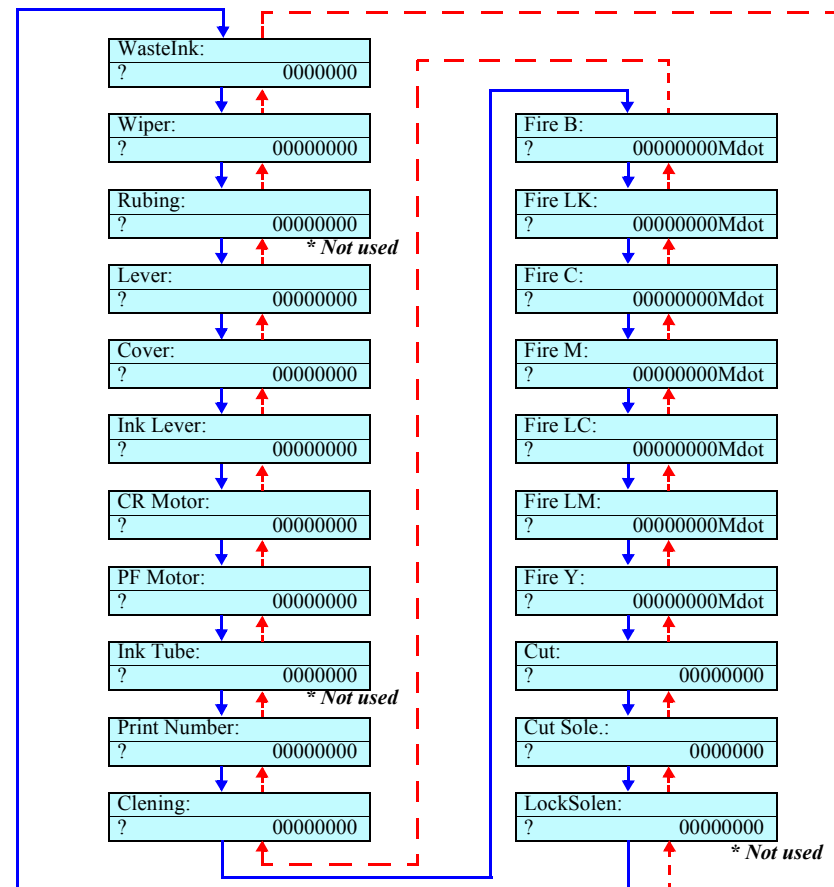 WasteInk:
? 0000000
Wiper:
? 00000000
Rubing:
? 00000000
* Not used
Lever:
? 00000000
Cover:
? 00000000
Ink Lever:
? 00000000
CR Motor:
? 00000000
PF Motor:
? 00000000
Ink Tube:
? 0000000
* Not used
Print Number:
? 00000000
Clening:
? 00000000
Fire B:
? 00000000Mdot
Fire LK:
? 00000000Mdot
Fire C:
? 00000000Mdot
Fire M:
? 00000000Mdot
Fire LC:
? 00000000Mdot
Fire LM:
? 00000000Mdot
Fire Y:
? 00000000Mdot
Cut:
? 00000000
Cut Sole.:
? 0000000
LockSolen:
? 00000000
* Not used